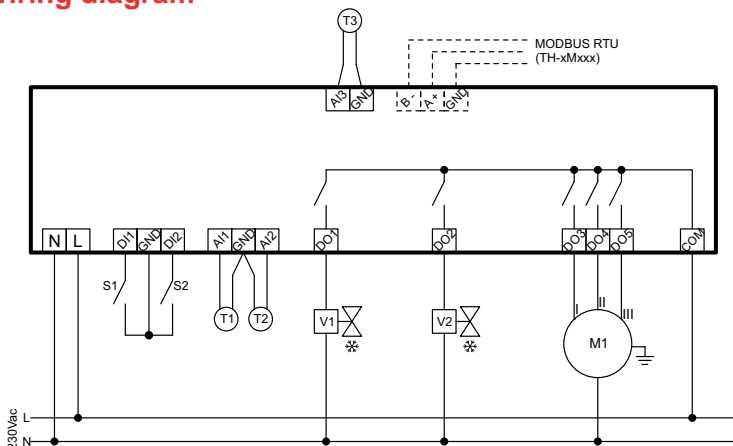 Wiring diagram
T3
MODBUS RTU
(TH-xMxxx)
AI3 GND B - A + GND
N L DI1 GND DI2 AI1 GND AI2 DO1 DO2 DO3 DO4 DO5 COM
S1 S2
T1 T2 V1 V2 I II III
M1
230Vac L
N